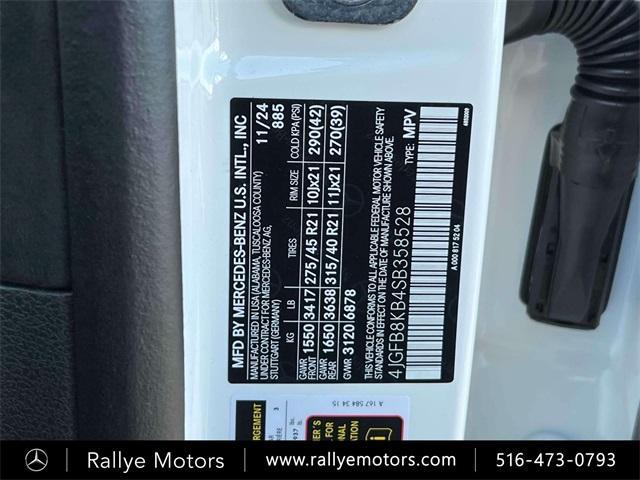 MFD BY MERCEDES-BENZ U.S. INTL., INC
MANUFACTURED IN USA (ALABAMA, TUSCALOOSA COUNTY) 11/24
UNDER CONTRACT FOR MERCEDES-BENZ AG, 885
STUTTGART (GERMANY)
KG LB TIRES RIM SIZE COLD KPA(PSI)
GAWR FRONT 1550 3417 275/45 R21 10Jx21 290(42)
GAWR REAR 1650 3638 315/40 R21 11Jx21 270(39)
GVWR 3120 6878
THIS VEHICLE CONFORMS TO ALL APPLICABLE FEDERAL MOTOR VEHICLE SAFETY
STANDARDS IN EFFECT ON THE DATE OF MANUFACTURE SHOWN ABOVE.
4JGFB8KB4SB358528 TYPE: MPV
A 000 817 52 04
A 167 584 34 15
3
Rallye Motors
www.rallyemotors.com
516-473-0793